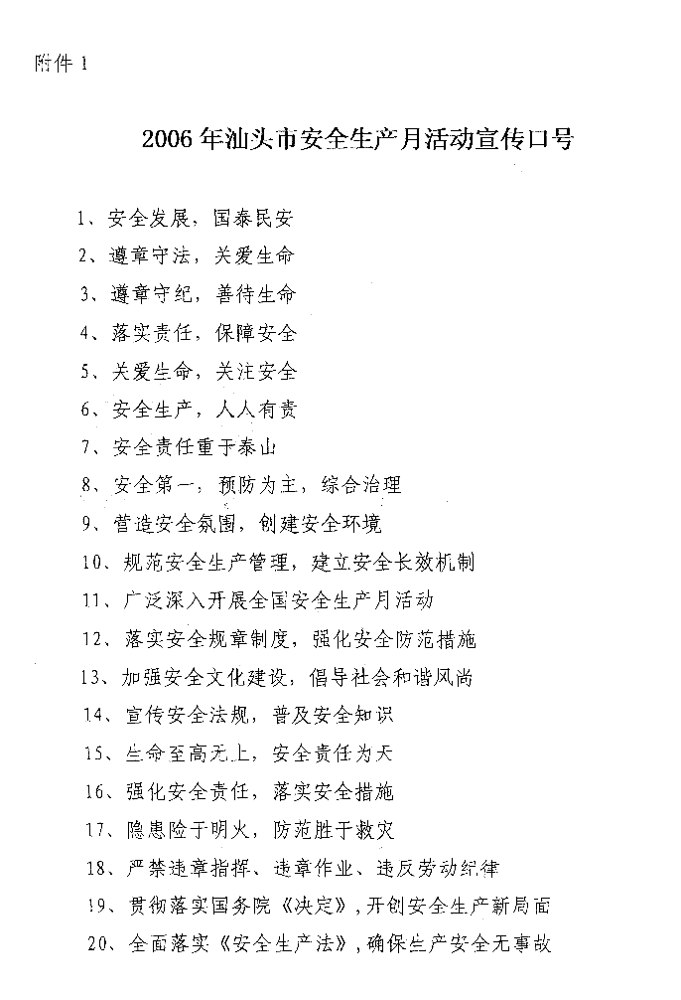 附件 1
2006 年汕头市安全生产月活动宣传口号
1、安全发展，国泰民安
2、遵章守法，关爱生命
3、遵章守纪，善待生命
4、落实责任，保障安全
5、关爱生命，关注安全
6、安全生产，人人有责
7、安全责任重于泰山
8、安全第一，预防为主，综合治理
9、营造安全氛围，创建安全环境
10、规范安全生产管理，建立安全长效机制
11、广泛深入开展全国安全生产月活动
12、落实安全规章制度，强化安全防范措施
13、加强安全文化建设，倡导社会和谐风尚
14、宣传安全法规，普及安全知识
15、生命至高无上，安全责任为天
16、强化安全责任，落实安全措施
17、隐患险于明火，防范胜于救灾
18、严禁违章指挥、违章作业、违反劳动纪律
19、贯彻落实国务院《决定》,开创安全生产新局面
20、全面落实《安全生产法》,确保生产安全无事故